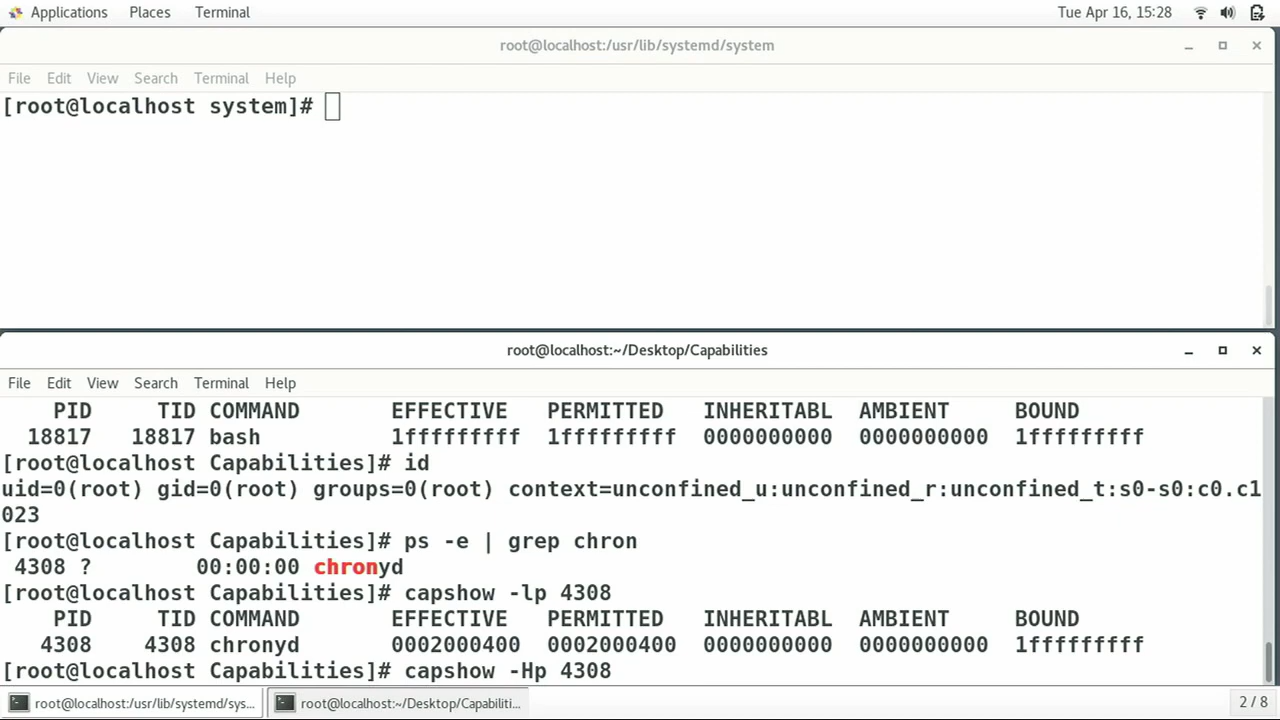 Applications Places Terminal Tue Apr 16, 15:28
root@localhost:/usr/lib/systemd/system
File Edit View Search Terminal Help
[root@localhost system]#
root@localhost:~/Desktop/Capabilities
File Edit View Search Terminal Help
PID TID COMMAND EFFECTIVE PERMITTED INHERITABL AMBIENT BOUND
18817 18817 bash 1fffffffff 1fffffffff 0000000000 0000000000 1fffffffff
[root@localhost Capabilities]# id
uid=0(root) gid=0(root) groups=0(root) context=unconfined_u:unconfined_r:unconfined_t:s0-s0:c0.c1
023
[root@localhost Capabilities]# ps -e | grep chron
4308 ? 00:00:00 chronyd
[root@localhost Capabilities]# capshow -lp 4308
PID TID COMMAND EFFECTIVE PERMITTED INHERITABL AMBIENT BOUND
4308 4308 chronyd 0002000400 0002000400 0000000000 0000000000 1fffffffff
[root@localhost Capabilities]# capshow -Hp 4308
root@localhost:/usr/lib/systemd/sys... root@localhost:~/Desktop/Capabiliti... 2 / 8